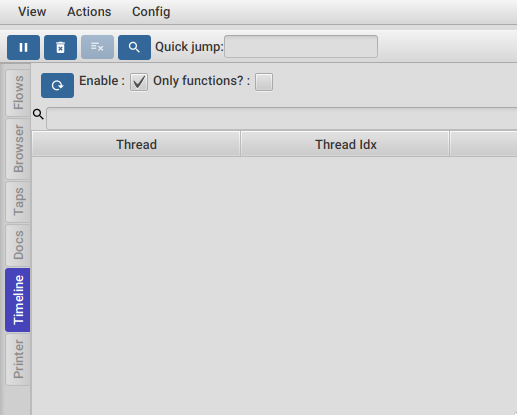 View Actions Config
Quick jump:
Enable : Only functions? :
Thread Thread Idx
Flows
Browser
Taps
Docs
Timeline
Printer